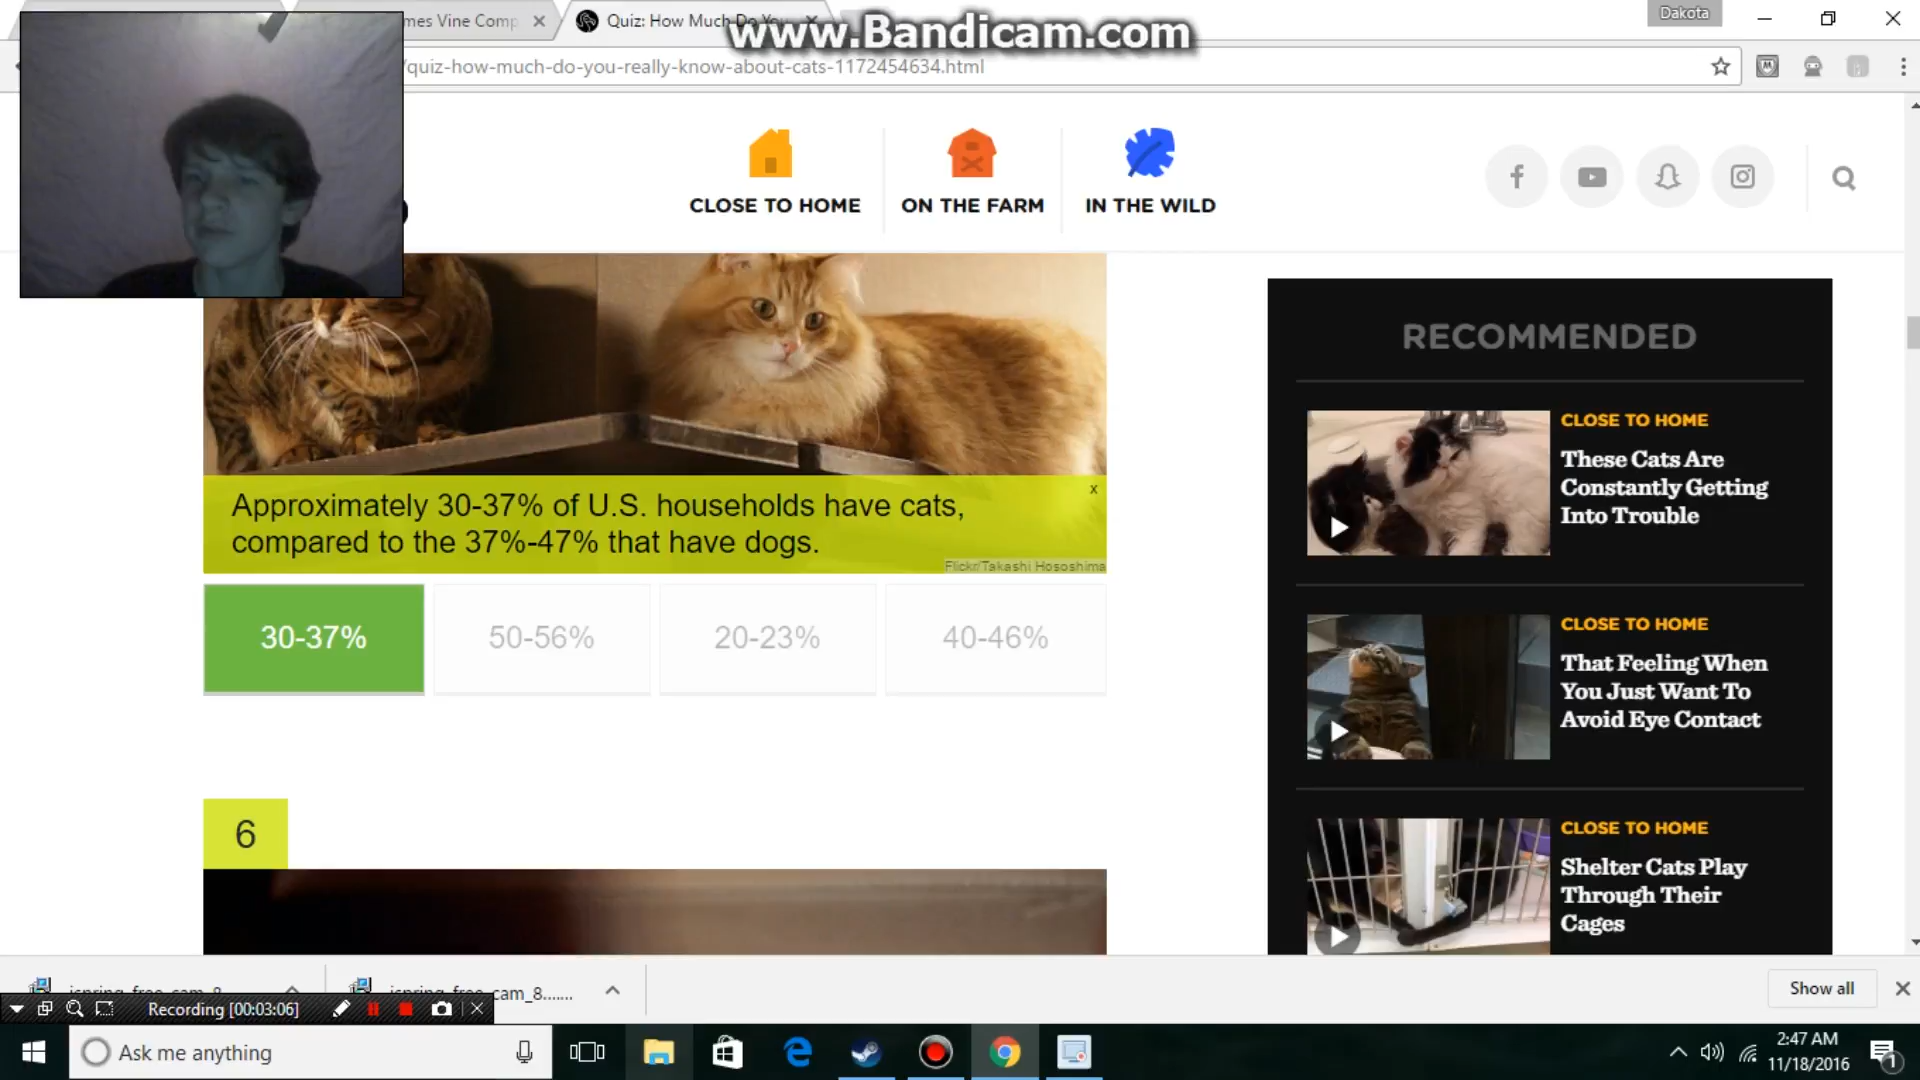 mes Vine Comp
Quiz: How Much Do You
www.Bandicam.com
Dakota
/quiz-how-much-do-you-really-know-about-cats-1172454634.html
CLOSE TO HOME
ON THE FARM
IN THE WILD
Approximately 30-37% of U.S. households have cats,
compared to the 37%-47% that have dogs.
x
Flickr/Takashi Hososhima
30-37%
50-56%
20-23%
40-46%
6
RECOMMENDED
CLOSE TO HOME
These Cats Are
Constantly Getting
Into Trouble
CLOSE TO HOME
That Feeling When
You Just Want To
Avoid Eye Contact
CLOSE TO HOME
Shelter Cats Play
Through Their
Cages
ispring_free_cam_8
ispring_free_cam_8.......
Show all
Recording [00:03:06]
Ask me anything
2:47 AM
11/18/2016
1